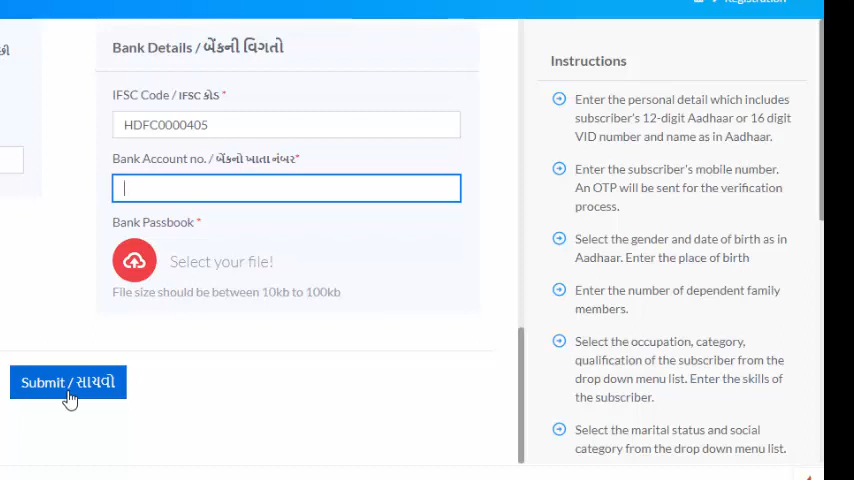 Registration
Bank Details / બેંકની વિગતો
IFSC Code / IFSC કોડ *
HDFC0000405
Bank Account no. / બેંકનો ખાતા નંબર*
Bank Passbook *
Select your file!
File size should be between 10kb to 100kb
Submit / સાચવો
Instructions
Enter the personal detail which includes
subscriber's 12-digit Aadhaar or 16 digit
VID number and name as in Aadhaar.
Enter the subscriber's mobile number.
An OTP will be sent for the verification
process.
Select the gender and date of birth as in
Aadhaar. Enter the place of birth
Enter the number of dependent family
members.
Select the occupation, category,
qualification of the subscriber from the
drop down menu list. Enter the skills of
the subscriber.
Select the marital status and social
category from the drop down menu list.